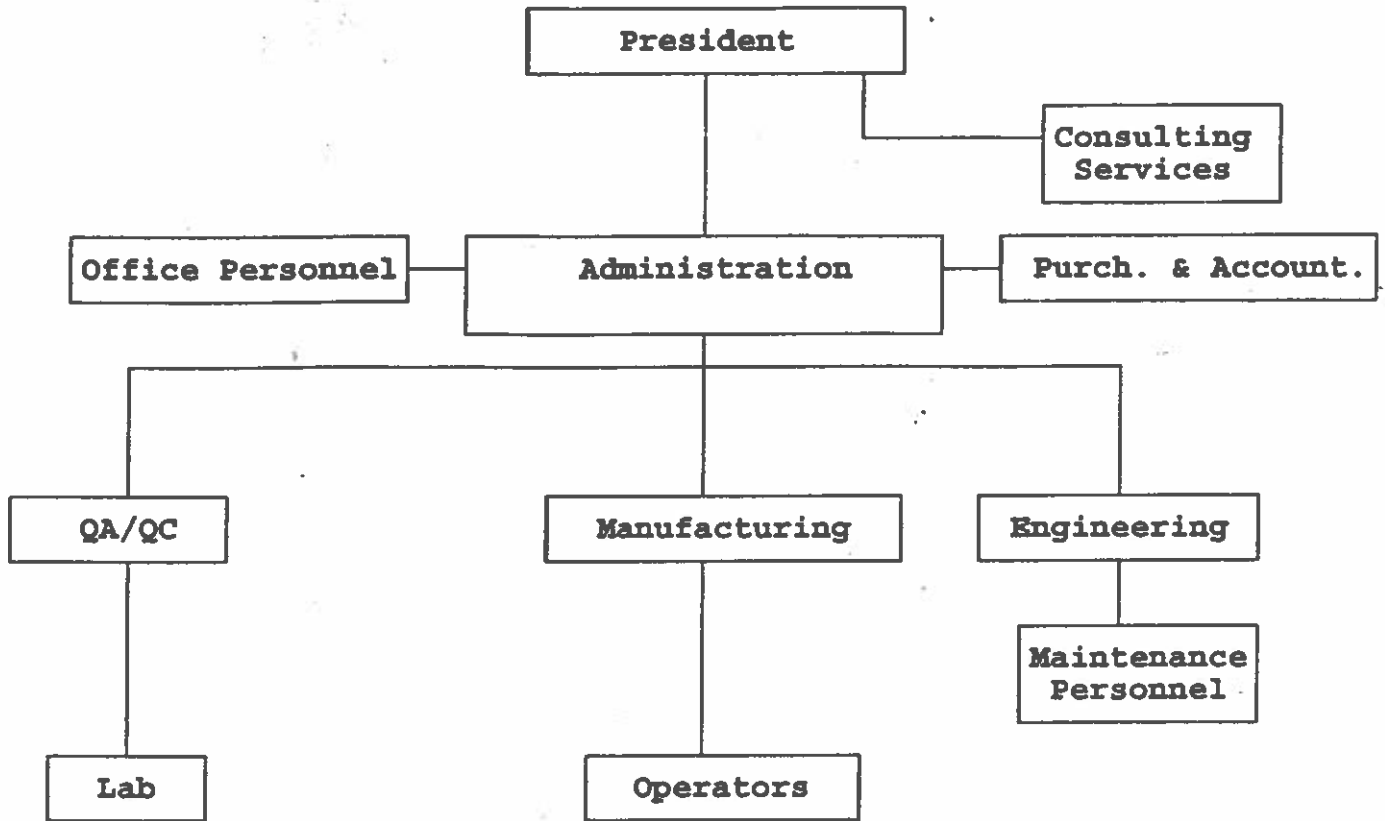 President
Consulting
Services
Office Personnel
Administration
Purch. & Account.
QA/QC
Manufacturing
Engineering
Maintenance
Personnel
Lab
Operators